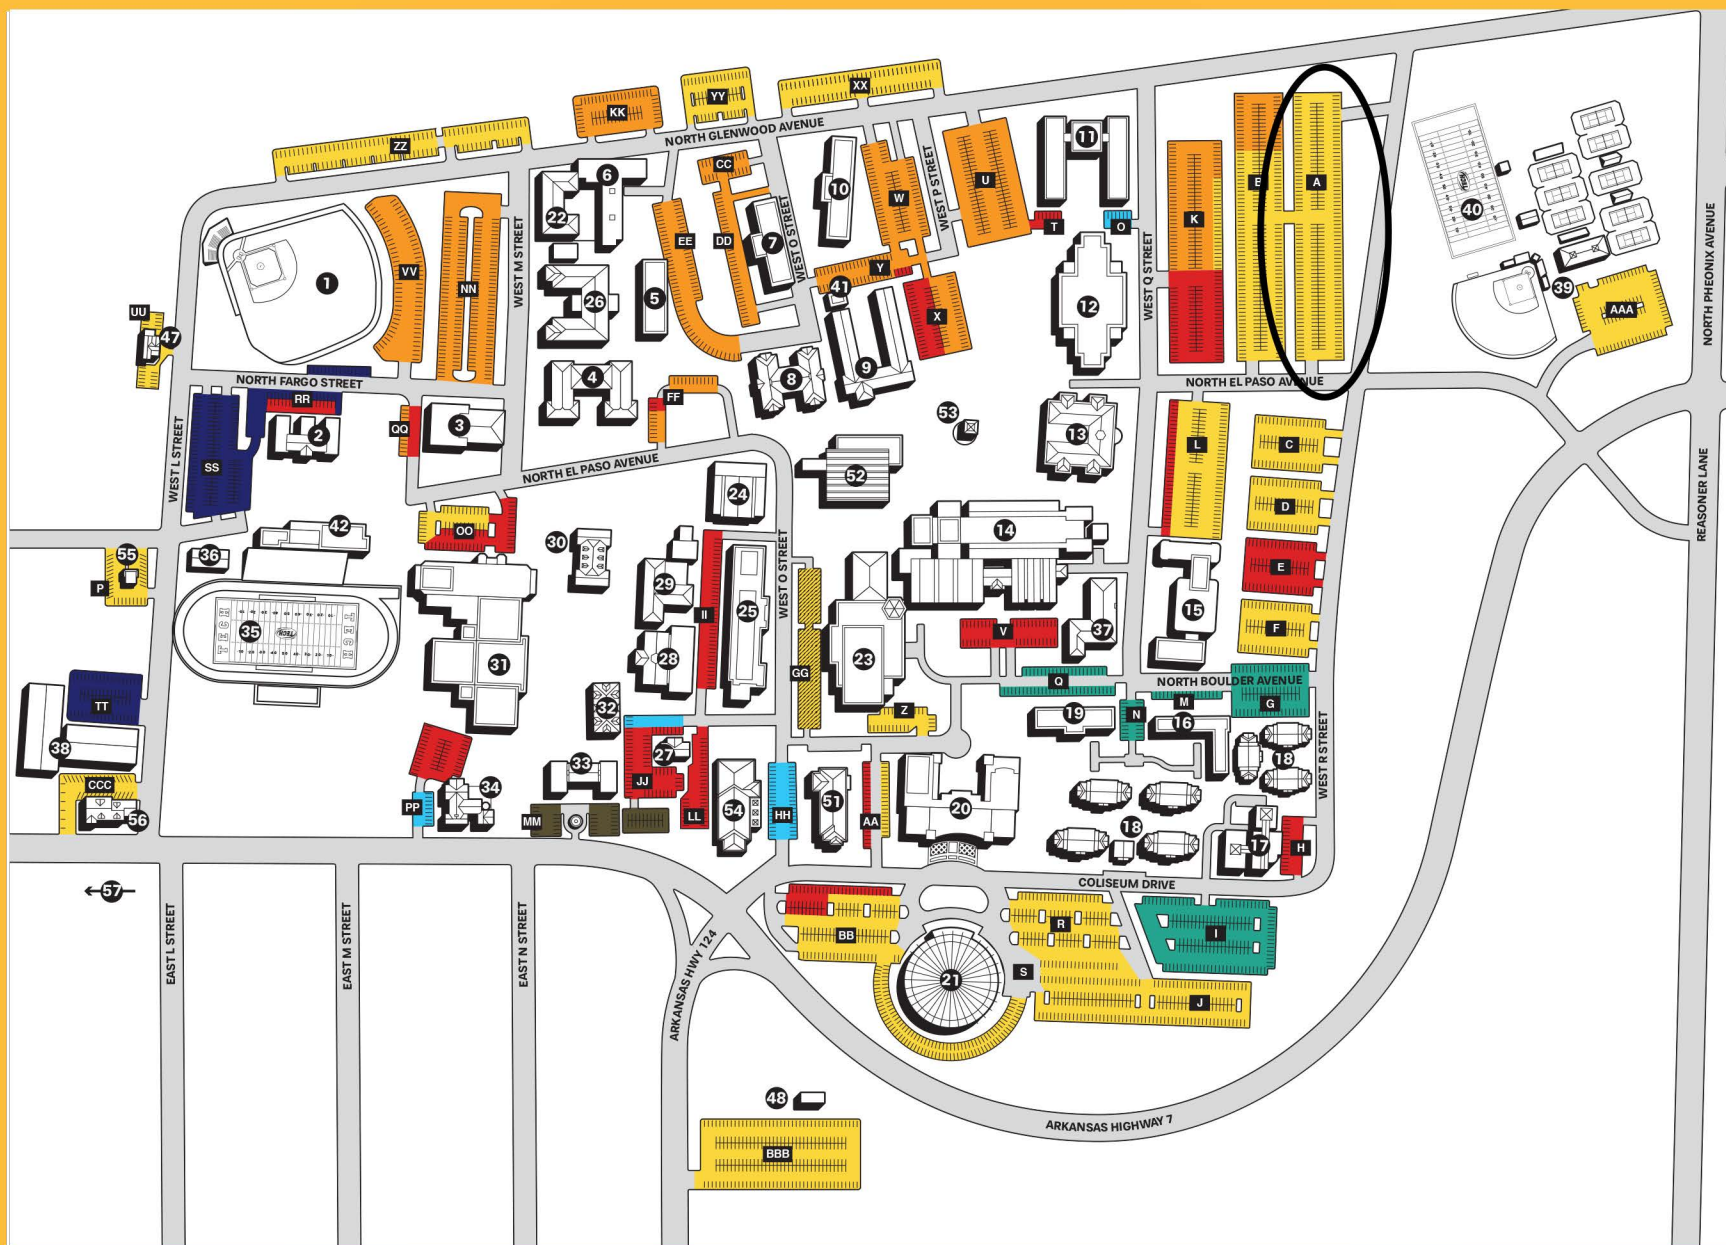 XX
YY
KK
ZZ
NORTH GLENWOOD AVENUE
11
CC
6
10
U
W
WEST P STREET
B
A
K
40
22
EE
DD
7
WEST O STREET
T
O
WEST Q STREET
NORTH PHEONIX AVENUE
1
VV
NN
WEST M STREET
26
5
Y
41
X
12
39
AAA
UU
47
NORTH FARGO STREET
4
8
9
NORTH EL PASO AVENUE
RR
QQ
3
2
FF
53
13
L
C
SS
WEST L STREET
NORTH EL PASO AVENUE
52
24
D
REASONER LANE
OO
42
14
36
55
30
P
29
E
35
II
25
WEST O STREET
15
F
V
37
31
28
GG
23
Q
NORTH BOULDER AVENUE
TT
32
Z
19
N
M
16
G
38
27
18
WEST R STREET
33
JJ
CCC
56
34
PP
MM
LL
54
HH
51
AA
20
18
17
H
57
COLISEUM DRIVE
BB
R
I
S
21
J
EAST L STREET
EAST M STREET
EAST N STREET
ARKANSAS HWY 124
48
ARKANSAS HIGHWAY 7
BBB